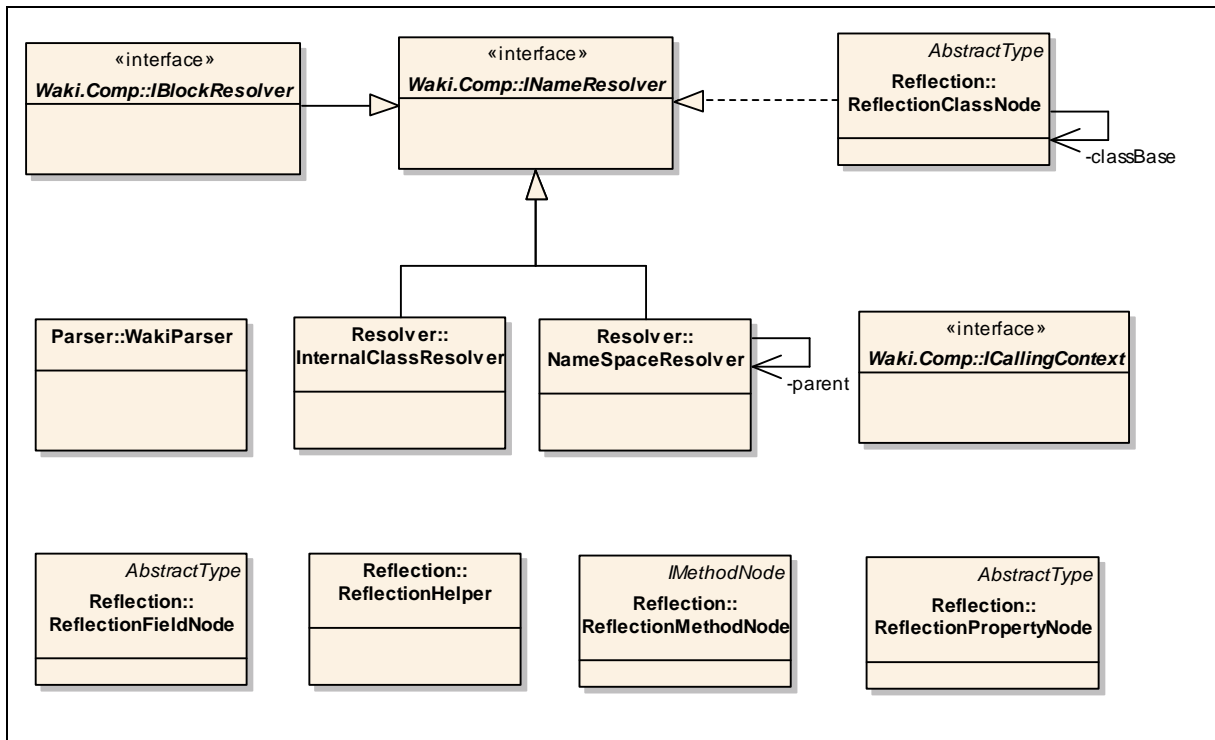 «interface»
Waki.Comp::IBlockResolver
«interface»
Waki.Comp::INameResolver
AbstractType
Reflection::
ReflectionClassNode
-classBase
Parser::WakiParser
Resolver::
InternalClassResolver
Resolver::
NameSpaceResolver
-parent
«interface»
Waki.Comp::ICallingContext
AbstractType
Reflection::
ReflectionFieldNode
Reflection::
ReflectionHelper
IMethodNode
Reflection::
ReflectionMethodNode
AbstractType
Reflection::
ReflectionPropertyNode